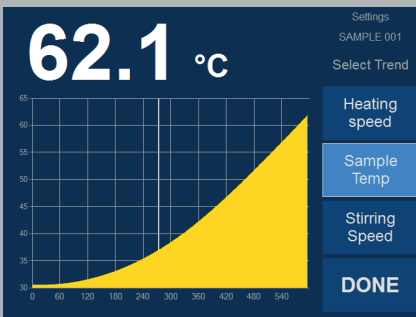 62.1 °C
Settings
SAMPLE 001
Select Trend
Heating
speed
Sample
Temp
Stirring
Speed
DONE
65
60
55
50
45
40
35
30
0 60 120 180 240 300 360 420 480 540